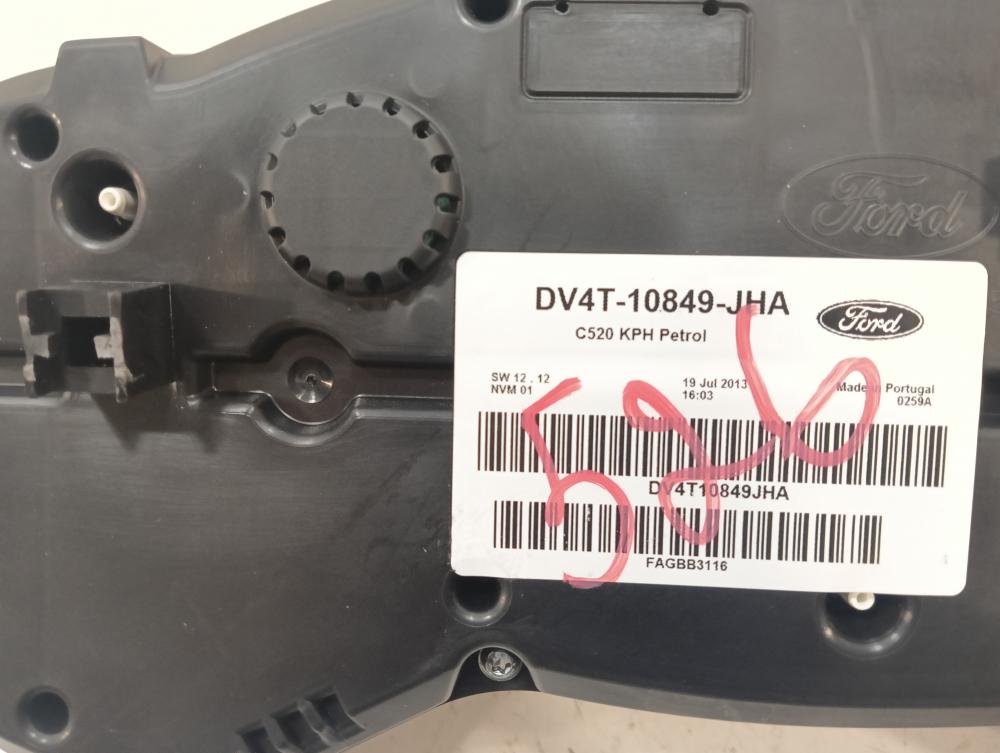 Ford
DV4T-10849-JHA
Ford
C520 KPH Petrol
SW 12 . 12
NVM 01
19 Jul 2013
16:03
Made in Portugal
0259A
586
DV4T10849JHA
FAGBB3116